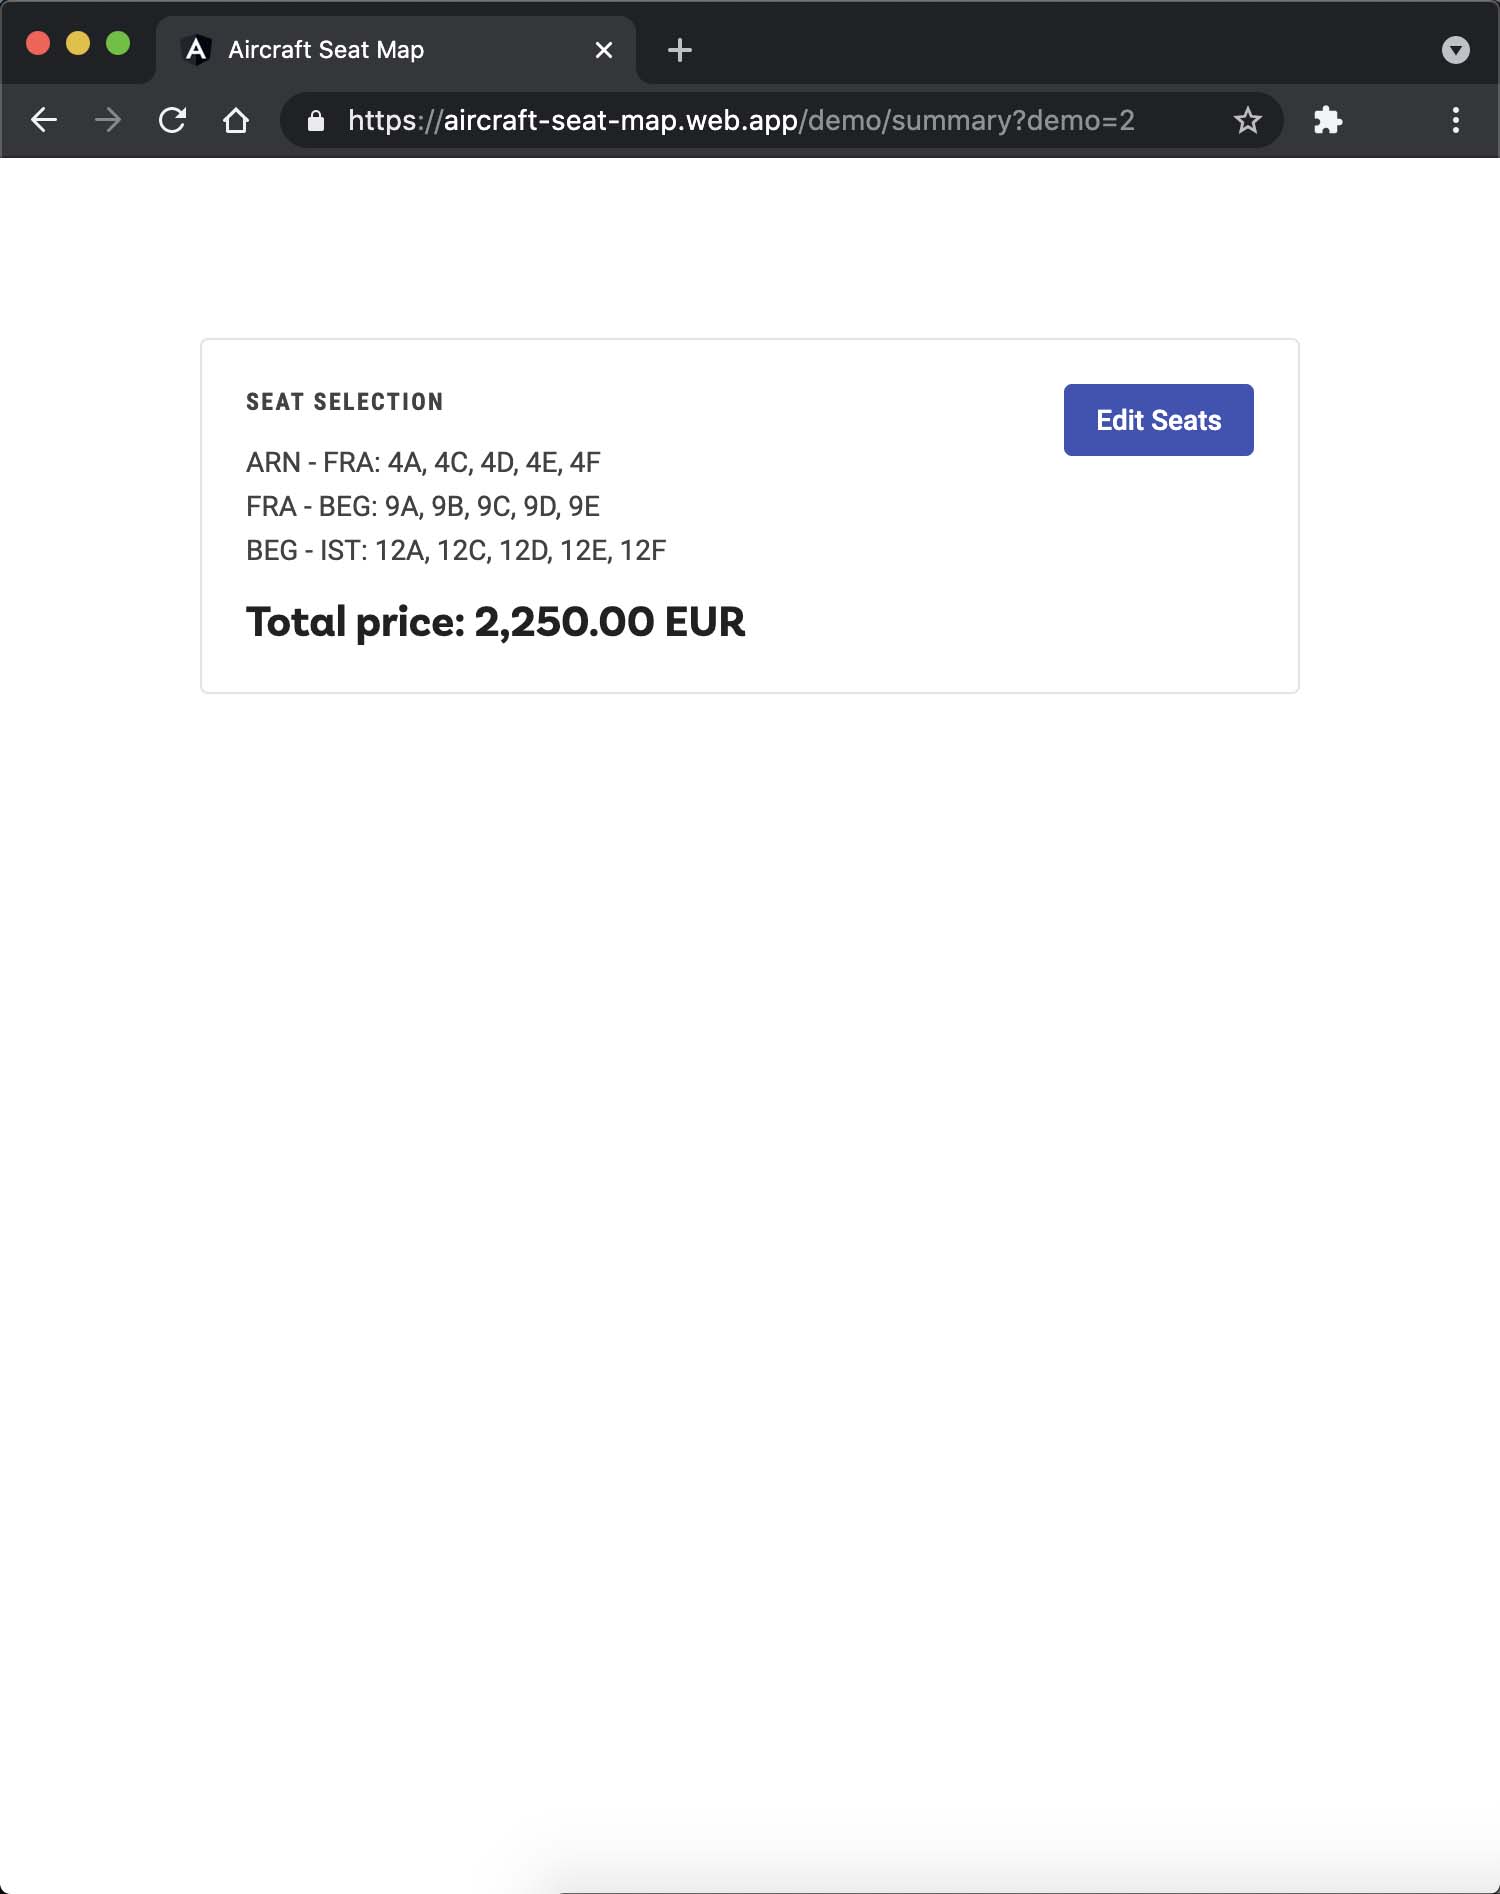 Aircraft Seat Map
https://aircraft-seat-map.web.app/demo/summary?demo=2
SEAT SELECTION
Edit Seats
ARN - FRA: 4A, 4C, 4D, 4E, 4F
FRA - BEG: 9A, 9B, 9C, 9D, 9E
BEG - IST: 12A, 12C, 12D, 12E, 12F
Total price: 2,250.00 EUR